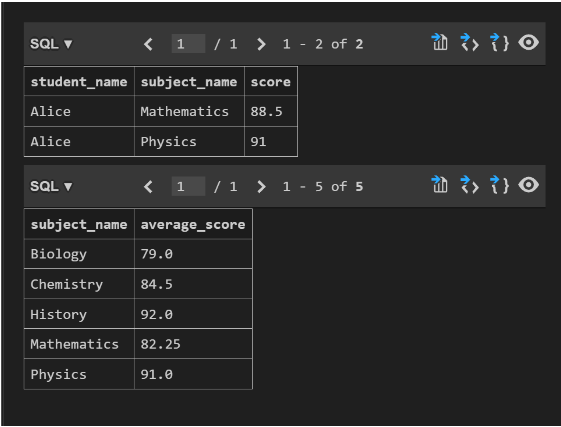 SQL ▼ < 1 / 1 > 1 - 2 of 2
student_name subject_name score
Alice Mathematics 88.5
Alice Physics 91
SQL ▼ < 1 / 1 > 1 - 5 of 5
subject_name average_score
Biology 79.0
Chemistry 84.5
History 92.0
Mathematics 82.25
Physics 91.0